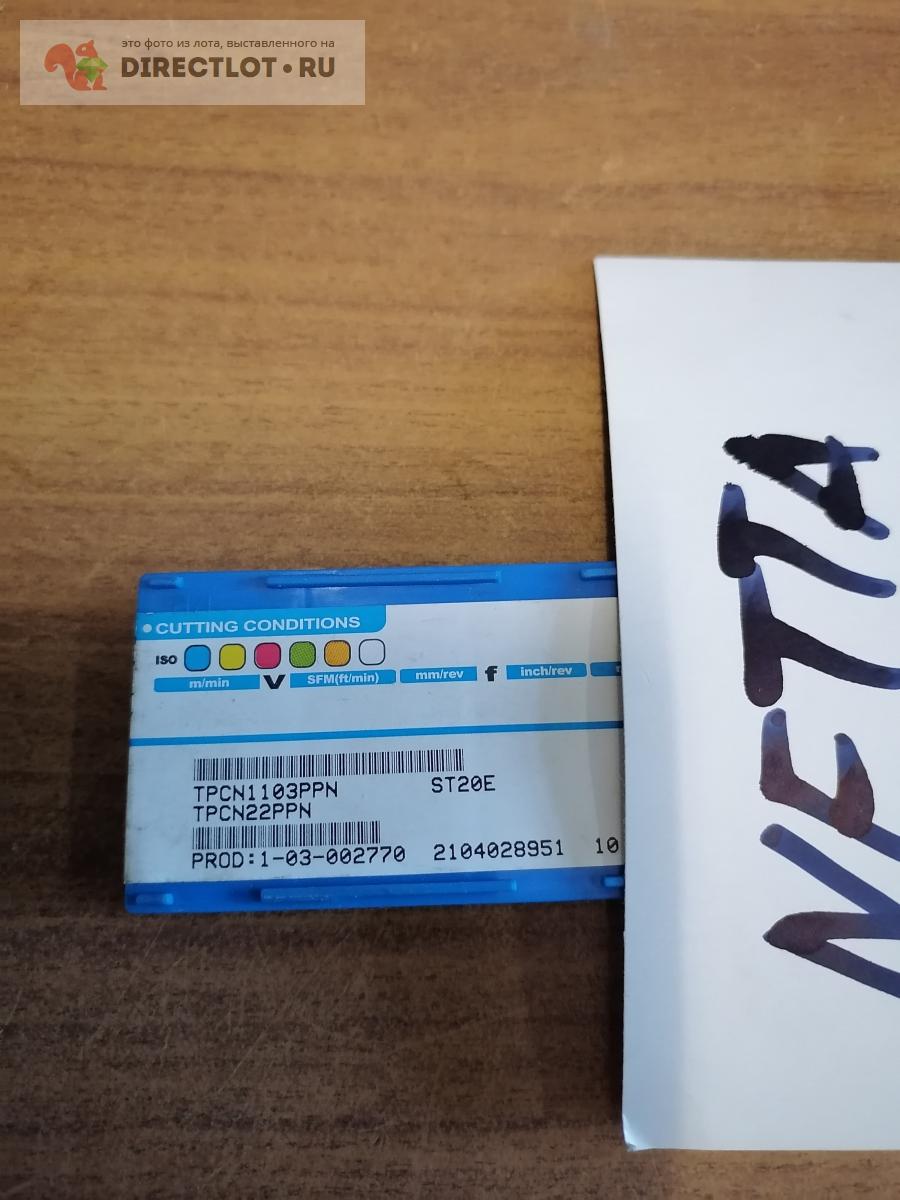 это фото из лота, выставленного на
DIRECTLOT•RU
NETTA
• CUTTING CONDITIONS
ISO
m/min V SFM(ft/min) mm/rev f inch/rev
TPCN1103PPN ST20E
TPCN22PPN
PROD:1-03-002770 2104028951 10